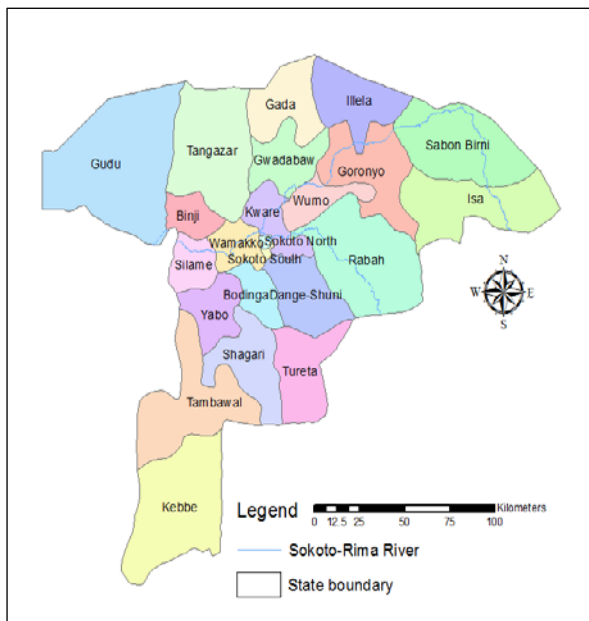 Gada
Illela
Sabon Birni
Tangazar
Gwadabaw
Gudu
Goronyo
Isa
Wurno
Binji
Kware
Wamakko
Sokoto North
Sokoto South
Silame
Rabah
Bodinga
Dange-Shuni
Yabo
Shagari
Tureta
Tambawal
Kebbe
N
W
E
S
Legend
Kilometers
0 12.5 25 50 75 100
Sokoto-Rima River
State boundary